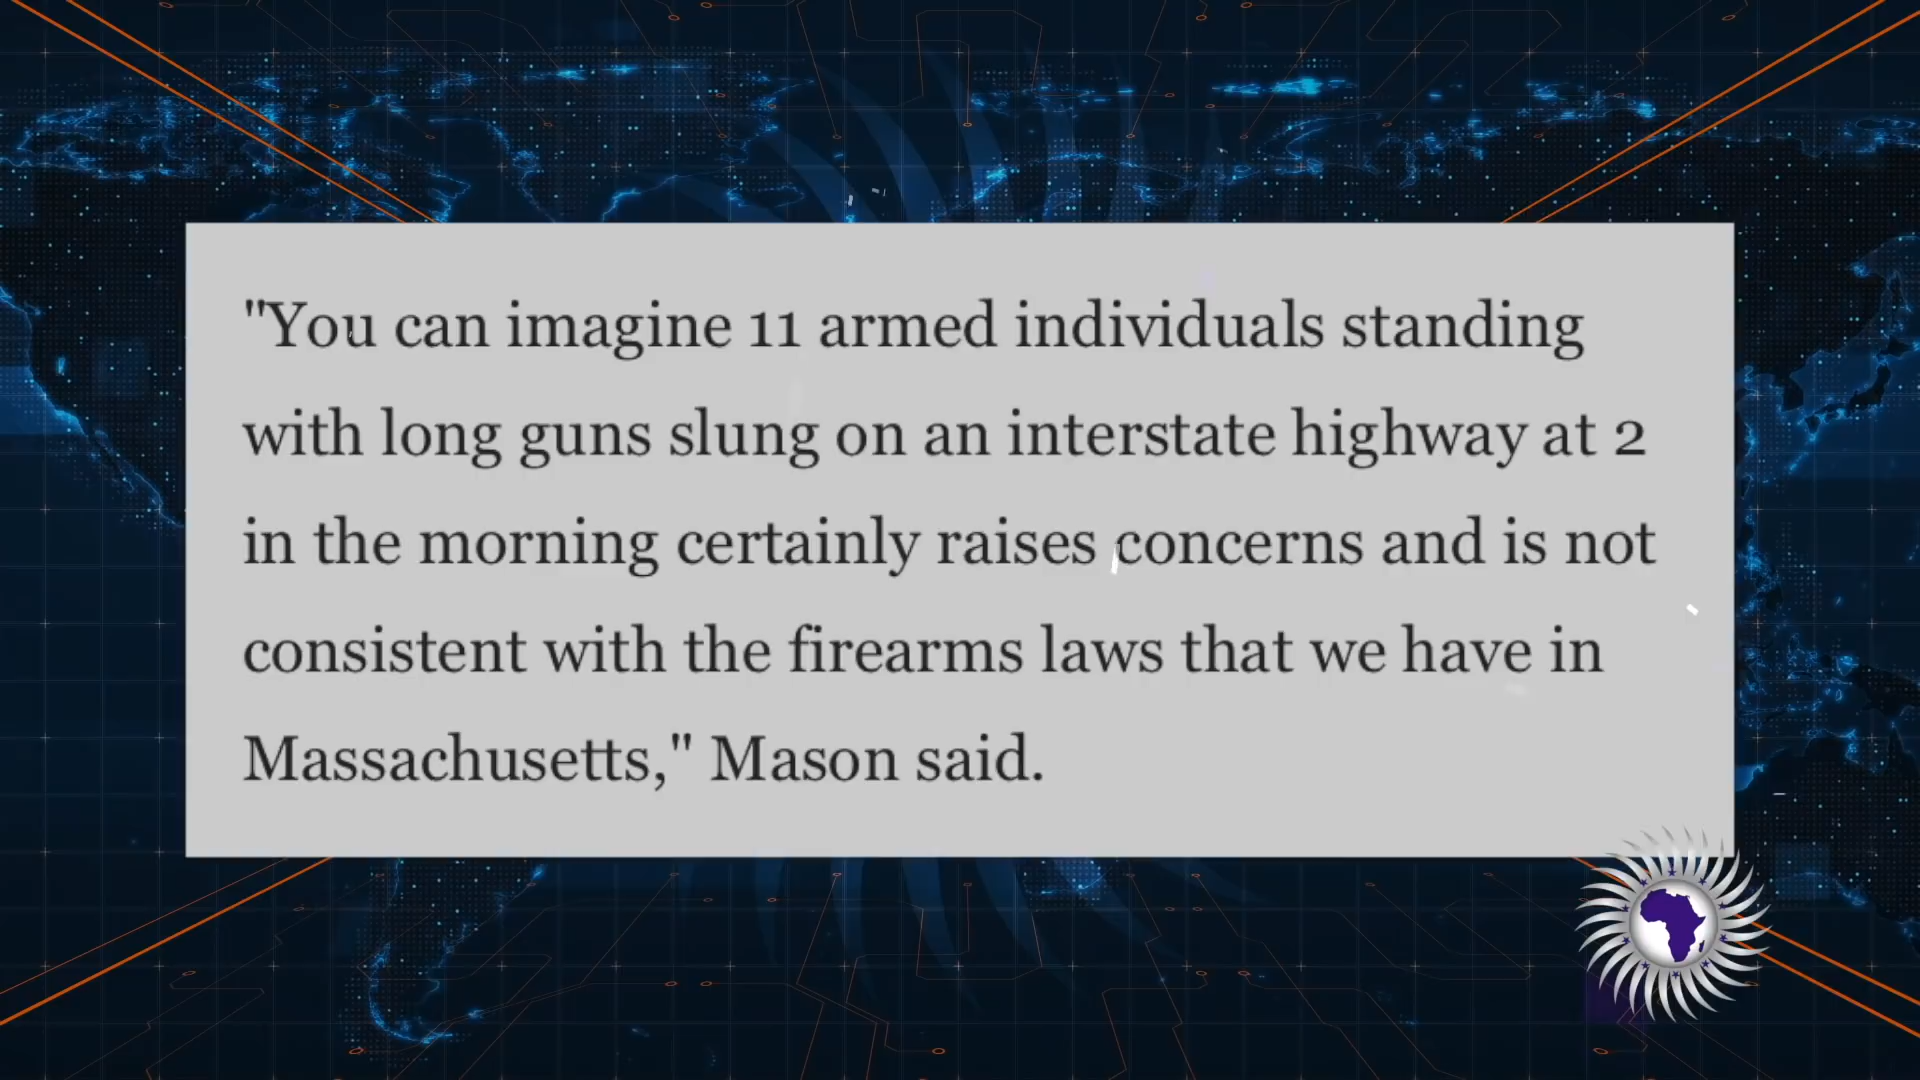 "You can imagine 11 armed individuals standing
with long guns slung on an interstate highway at 2
in the morning certainly raises concerns and is not
consistent with the firearms laws that we have in
Massachusetts," Mason said.